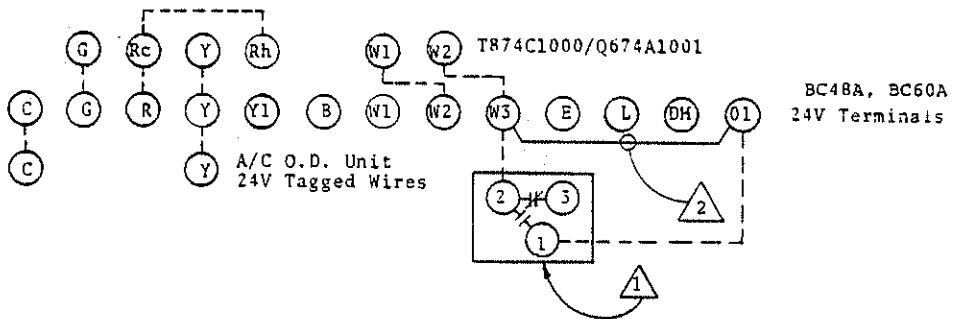 G Rc Y Rh W1 W2 T874C1000/Q674A1001
C G R Y Y1 B W1 W2 W3 E L DH O1
BC48A, BC60A
24V Terminals
C Y A/C O.D. Unit
24V Tagged Wires
2 3
1
2
1